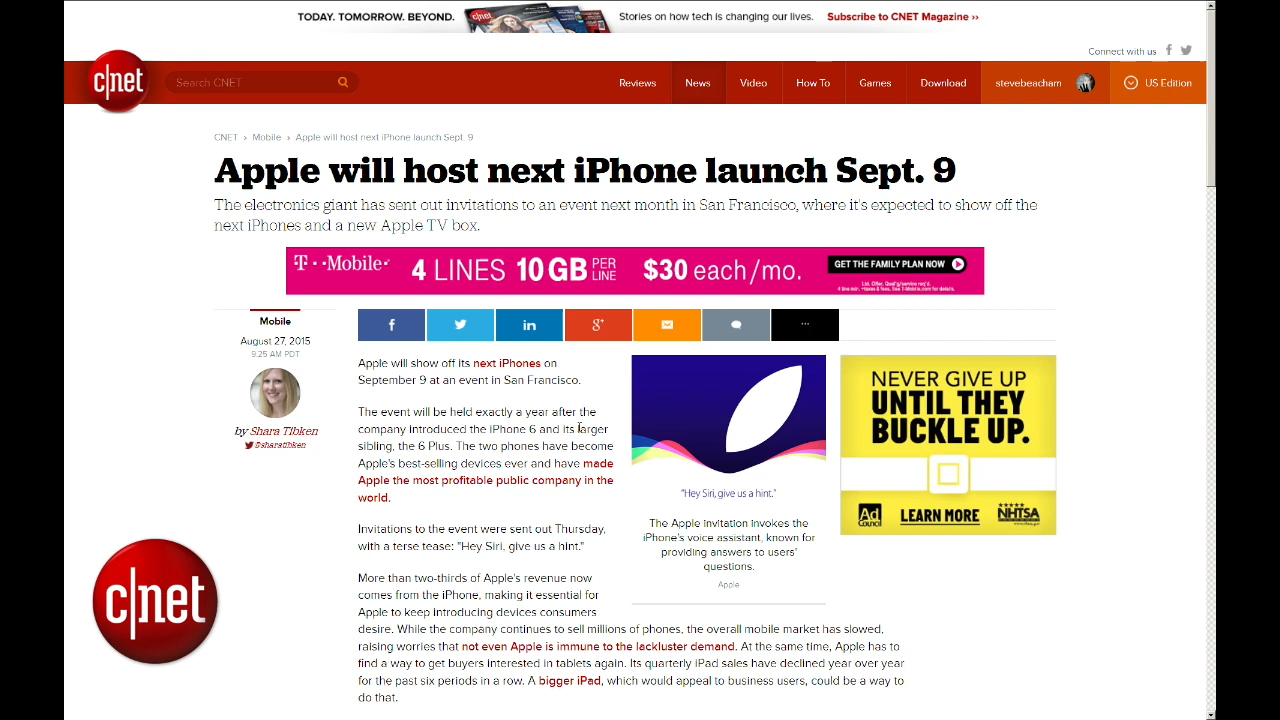 TODAY. TOMORROW. BEYOND.
cnet
Stories on how tech is changing our lives.
Subscribe to CNET Magazine ››
Connect with us
c|net
Search CNET
Reviews
News
Video
How To
Games
Download
stevebeacham
US Edition
CNET › Mobile › Apple will host next iPhone launch Sept. 9
Apple will host next iPhone launch Sept. 9
The electronics giant has sent out invitations to an event next month in San Francisco, where it's expected to show off the
next iPhones and a new Apple TV box.
T··Mobile·
4 LINES 10GB PER LINE $30 each/mo.
GET THE FAMILY PLAN NOW
Mobile
August 27, 2015
9:25 AM PDT
by Shara Tibken
@sharatibken
Apple will show off its next iPhones on
September 9 at an event in San Francisco.
The event will be held exactly a year after the
company introduced the iPhone 6 and its larger
sibling, the 6 Plus. The two phones have become
Apple's best-selling devices ever and have made
Apple the most profitable public company in the
world.
Invitations to the event were sent out Thursday,
with a terse tease: "Hey Siri, give us a hint."
More than two-thirds of Apple's revenue now
comes from the iPhone, making it essential for
Apple to keep introducing devices consumers
desire. While the company continues to sell millions of phones, the overall mobile market has slowed,
raising worries that not even Apple is immune to the lackluster demand. At the same time, Apple has to
find a way to get buyers interested in tablets again. Its quarterly iPad sales have declined year over year
for the past six periods in a row. A bigger iPad, which would appeal to business users, could be a way to
do that.
"Hey Siri, give us a hint."
The Apple invitation invokes the
iPhone's voice assistant, known for
providing answers to users'
questions.
Apple
NEVER GIVE UP
UNTIL THEY
BUCKLE UP.
Ad
Council
LEARN MORE
NHTSA
c|net